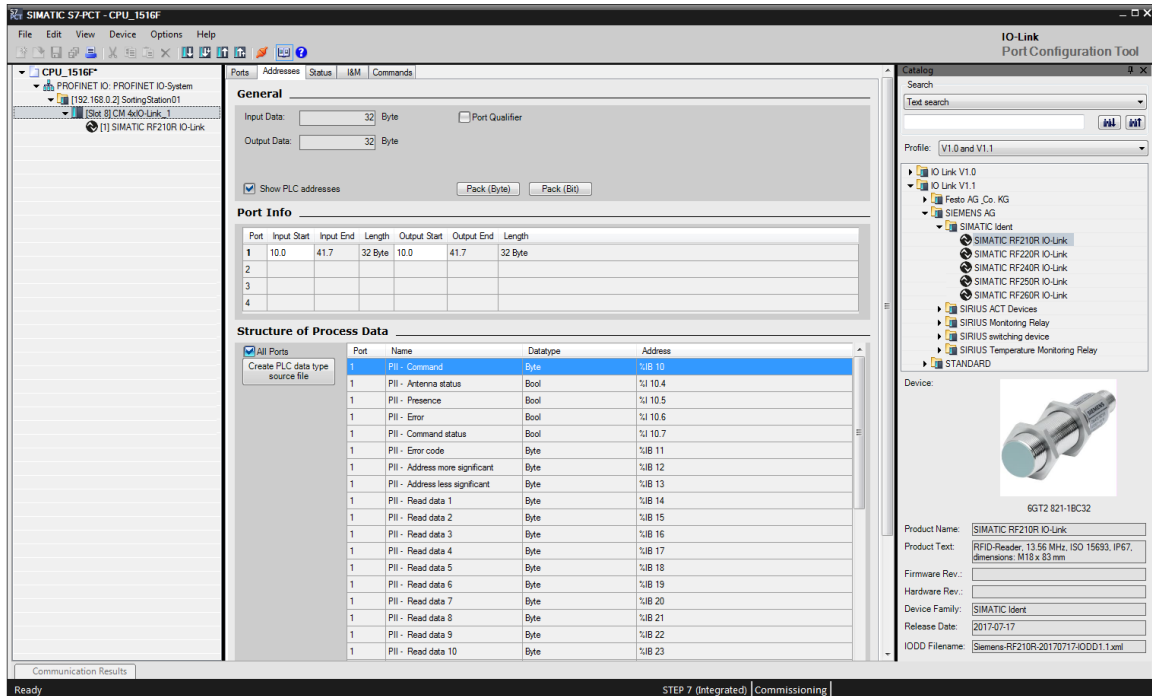 SIMATIC S7-PCT - CPU_1516F
File Edit View Device Options Help
IO-Link
Port Configuration Tool
CPU_1516F*
PROFINET IO: PROFINET IO-System
[192.168.0.2] SortingStation01
[Slot 8] CM 4xIO-Link_1
[1] SIMATIC RF210R IO-Link
Ports Addresses Status I&M Commands
General
Input Data: 32 Byte Port Qualifier
Output Data: 32 Byte
Show PLC addresses Pack (Byte) Pack (Bit)
Port Info
Port Input Start Input End Length Output Start Output End Length
1 10.0 41.7 32 Byte 10.0 41.7 32 Byte
2
3
4
Structure of Process Data
All Ports
Create PLC data type
source file
Port Name Datatype Address
1 PII - Command Byte %IB 10
1 PII - Antenna status Bool %I 10.4
1 PII - Presence Bool %I 10.5
1 PII - Error Bool %I 10.6
1 PII - Command status Bool %I 10.7
1 PII - Error code Byte %IB 11
1 PII - Address more significant Byte %IB 12
1 PII - Address less significant Byte %IB 13
1 PII - Read data 1 Byte %IB 14
1 PII - Read data 2 Byte %IB 15
1 PII - Read data 3 Byte %IB 16
1 PII - Read data 4 Byte %IB 17
1 PII - Read data 5 Byte %IB 18
1 PII - Read data 6 Byte %IB 19
1 PII - Read data 7 Byte %IB 20
1 PII - Read data 8 Byte %IB 21
1 PII - Read data 9 Byte %IB 22
1 PII - Read data 10 Byte %IB 23
Catalog
Search
Text search
Profile: V1.0 and V1.1
IO Link V1.0
IO Link V1.1
Festo AG ,Co. KG
SIEMENS AG
SIMATIC Ident
SIMATIC RF210R IO-Link
SIMATIC RF220R IO-Link
SIMATIC RF240R IO-Link
SIMATIC RF250R IO-Link
SIMATIC RF260R IO-Link
SIRIUS ACT Devices
SIRIUS Monitoring Relay
SIRIUS switching device
SIRIUS Temperature Monitoring Relay
STANDARD
Device:
SIEMENS
6GT2 821-1BC32
Product Name: SIMATIC RF210R IO-Link
Product Text: RFID-Reader, 13.56 MHz, ISO 15693, IP67,
dimensions: M18 x 83 mm
Firmware Rev.:
Hardware Rev.:
Device Family: SIMATIC Ident
Release Date: 2017-07-17
IODD Filename: Siemens-RF210R-20170717-IODD1.1.xml
Communication Results
Ready STEP 7 (Integrated) Commissioning